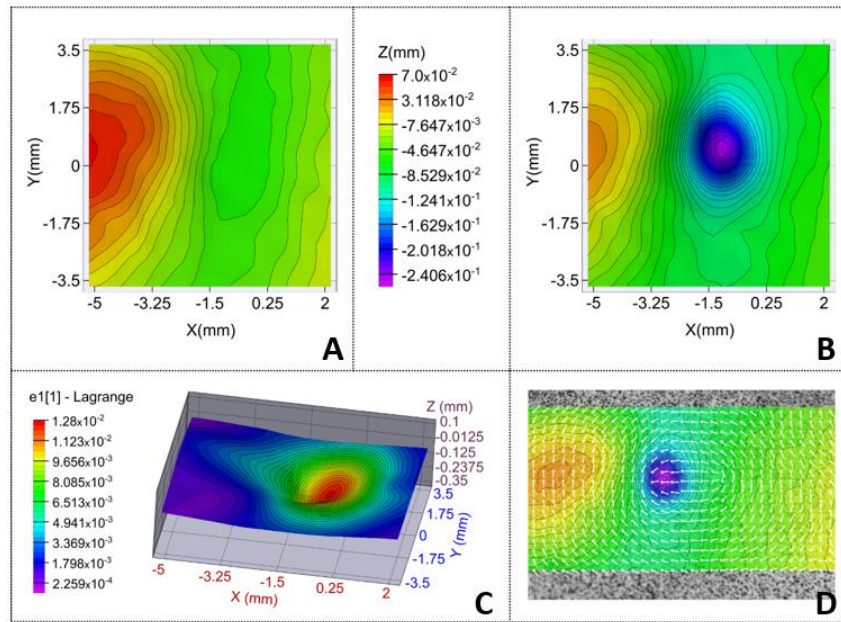 3.5
1.75
0
-1.75
-3.5
Y(mm)
-5 -3.25 -1.5 0.25 2
X(mm)
A
Z(mm)
7.0x10⁻²
3.118x10⁻²
-7.647x10⁻³
-4.647x10⁻²
-8.529x10⁻²
-1.241x10⁻¹
-1.629x10⁻¹
-2.018x10⁻¹
-2.406x10⁻¹
3.5
1.75
0
-1.75
-3.5
Y(mm)
-5 -3.25 -1.5 0.25 2
X(mm)
B
e1[1] - Lagrange
1.28x10⁻²
1.123x10⁻²
9.656x10⁻³
8.085x10⁻³
6.513x10⁻³
4.941x10⁻³
3.369x10⁻³
1.798x10⁻³
2.259x10⁻⁴
Z (mm)
0.1
-0.0125
-0.125
-0.2375
-0.35
3.5
1.75
0
-1.75
-3.5
Y (mm)
-5 -3.25 -1.5 0.25 2
X (mm)
C
D